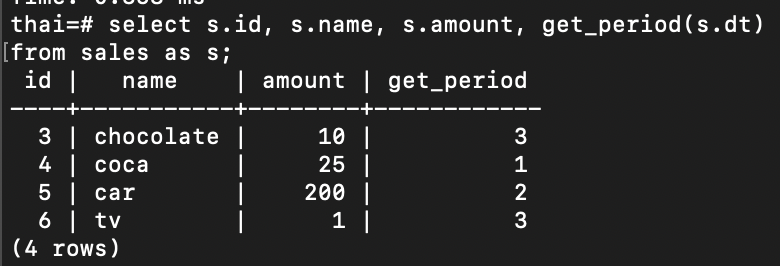 thai=# select s.id, s.name, s.amount, get_period(s.dt)
[from sales as s;
 id |   name    | amount | get_period
----+-----------+--------+------------
  3 | chocolate |     10 |          3
  4 | coca      |     25 |          1
  5 | car       |    200 |          2
  6 | tv        |      1 |          3
(4 rows)